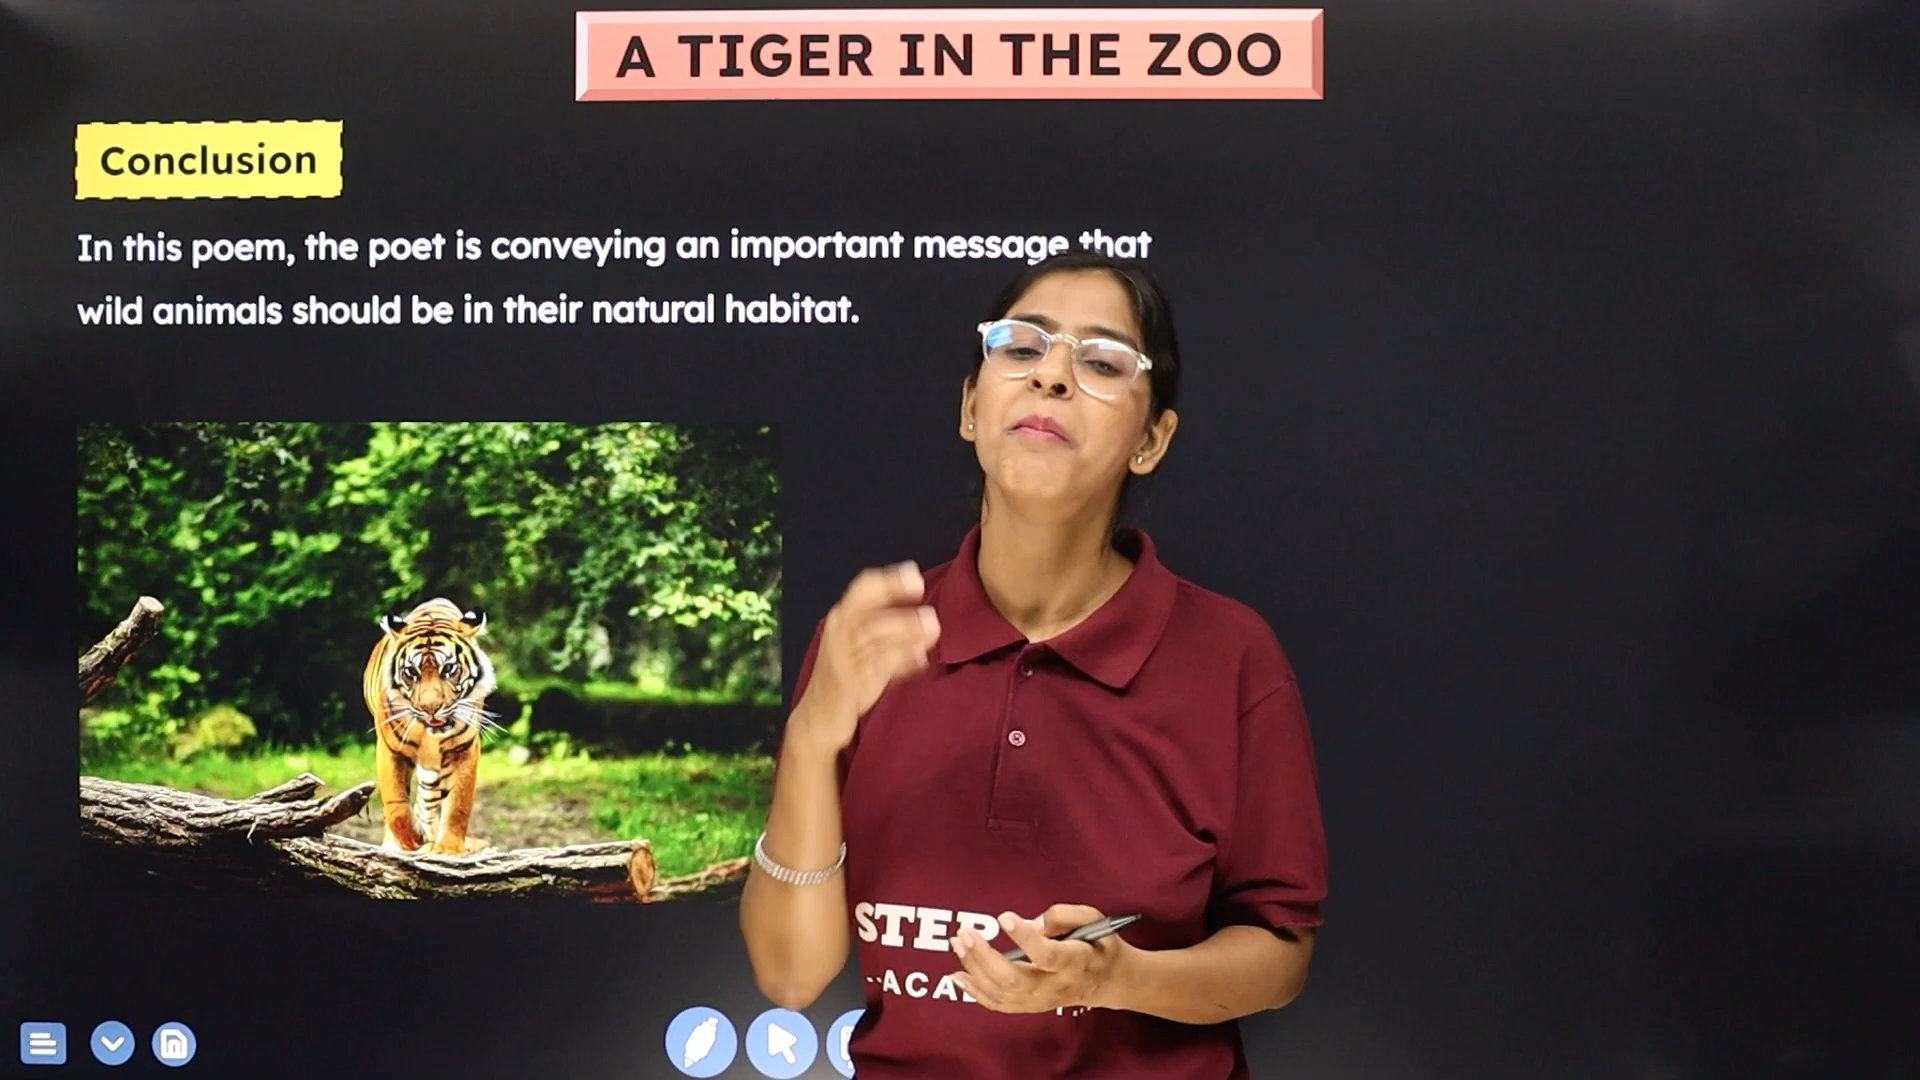 A TIGER IN THE ZOO
Conclusion
In this poem, the poet is conveying an important message that
wild animals should be in their natural habitat.
STEP